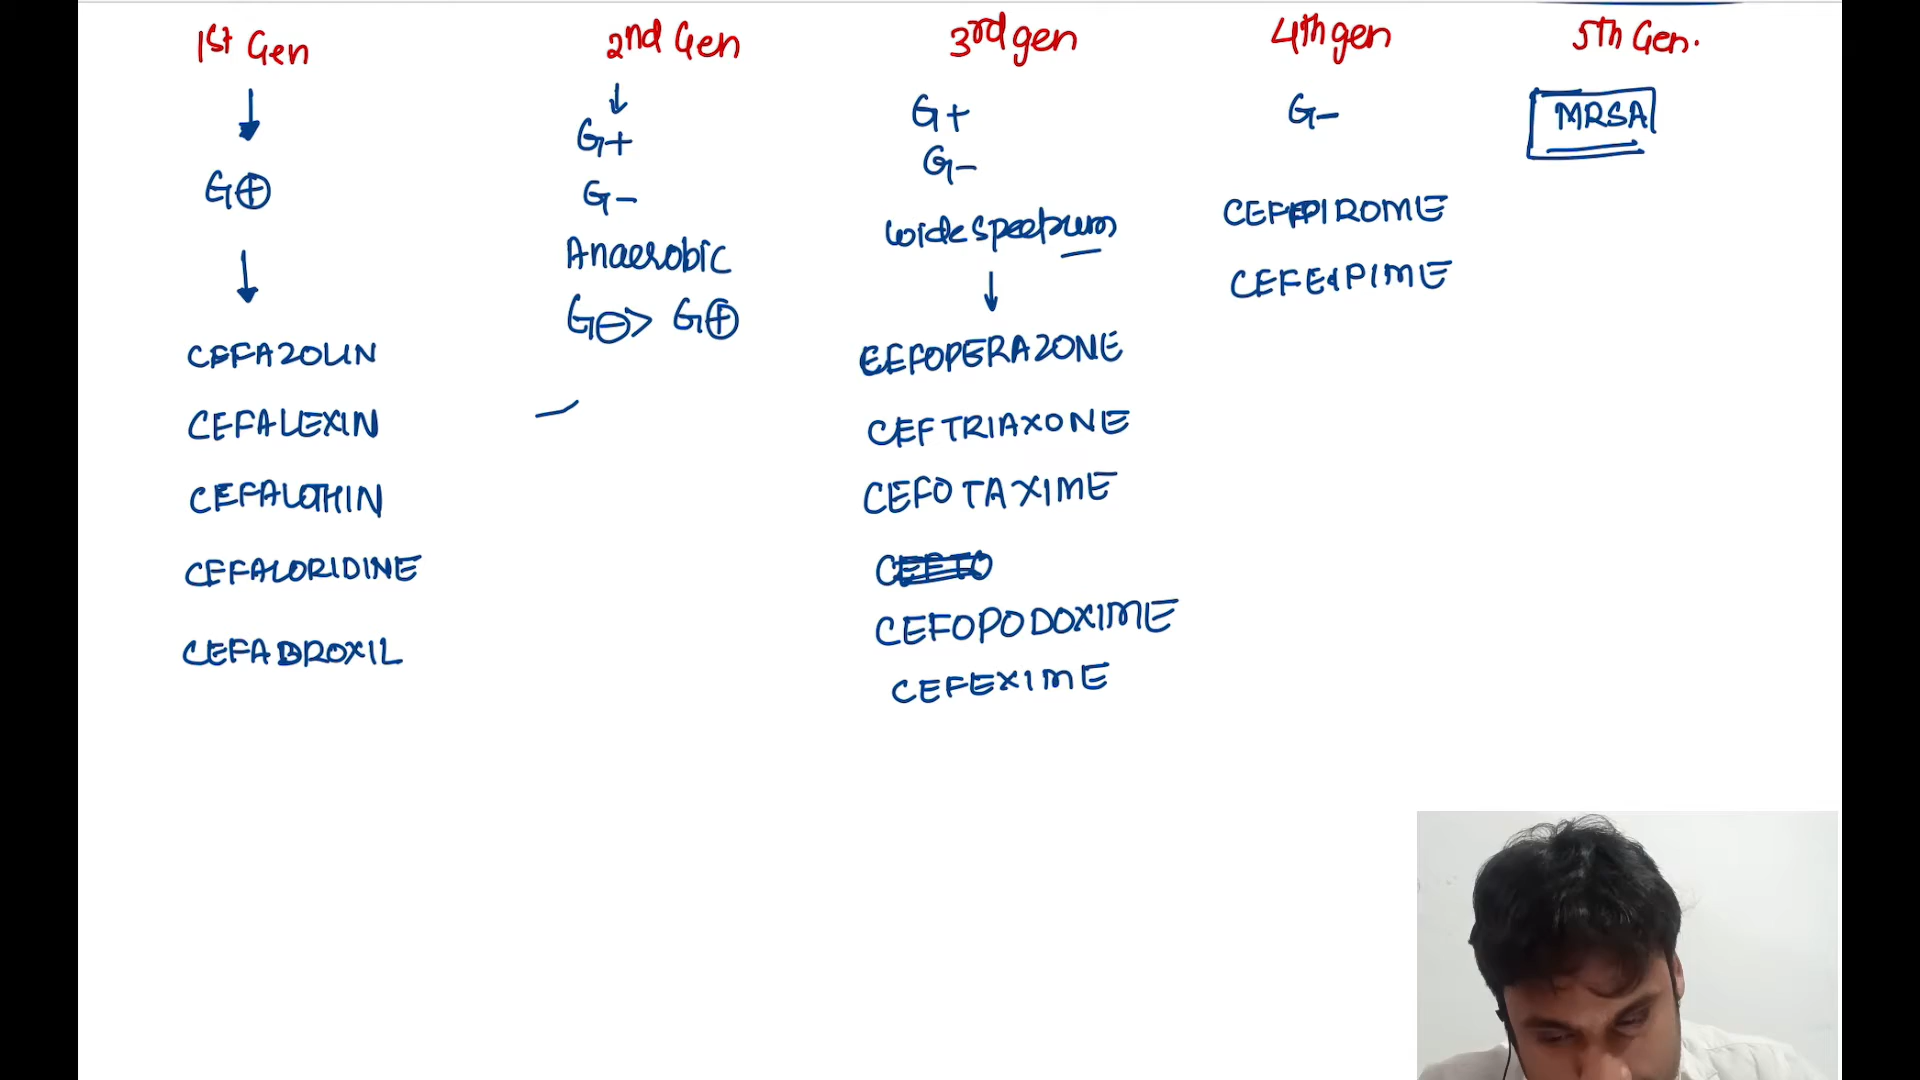 1st Gen
G⊕
CEFAZOLIN
CEFALEXIN
CEFALOTHIN
CEFALORIDINE
CEFADROXIL
2nd Gen
G+
G-
Anaerobic
G⊖> G⊕
3rd gen
G+
G-
wide spectrum
CEFOPERAZONE
CEFTRIAXONE
CEFOTAXIME
CEFOPODOXIME
CEFEXIME
4th gen
G-
CEFPIROME
CEFEPIME
5th Gen.
MRSA